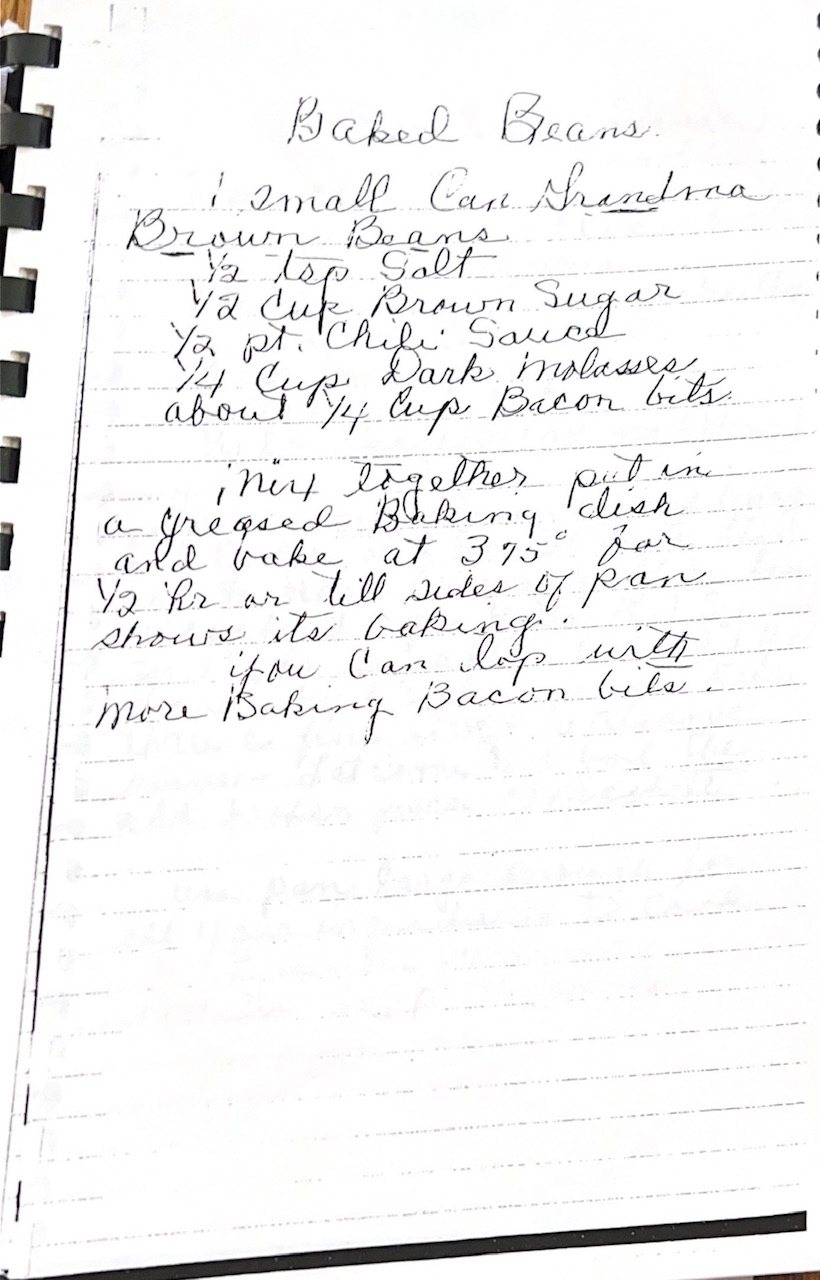 Baked Beans.
1 small Can Grandma
Brown Beans
1/2 tsp Salt
1/2 Cup Brown Sugar
1/2 pt. Chili Sauce
1/4 Cup Dark Molasses
about 1/4 Cup Bacon bits.
Mix together put in
a greased Baking dish
and bake at 375° for
1/2 hr or till sides of pan
shows its baking.
you Can top with
more Baking Bacon bits.